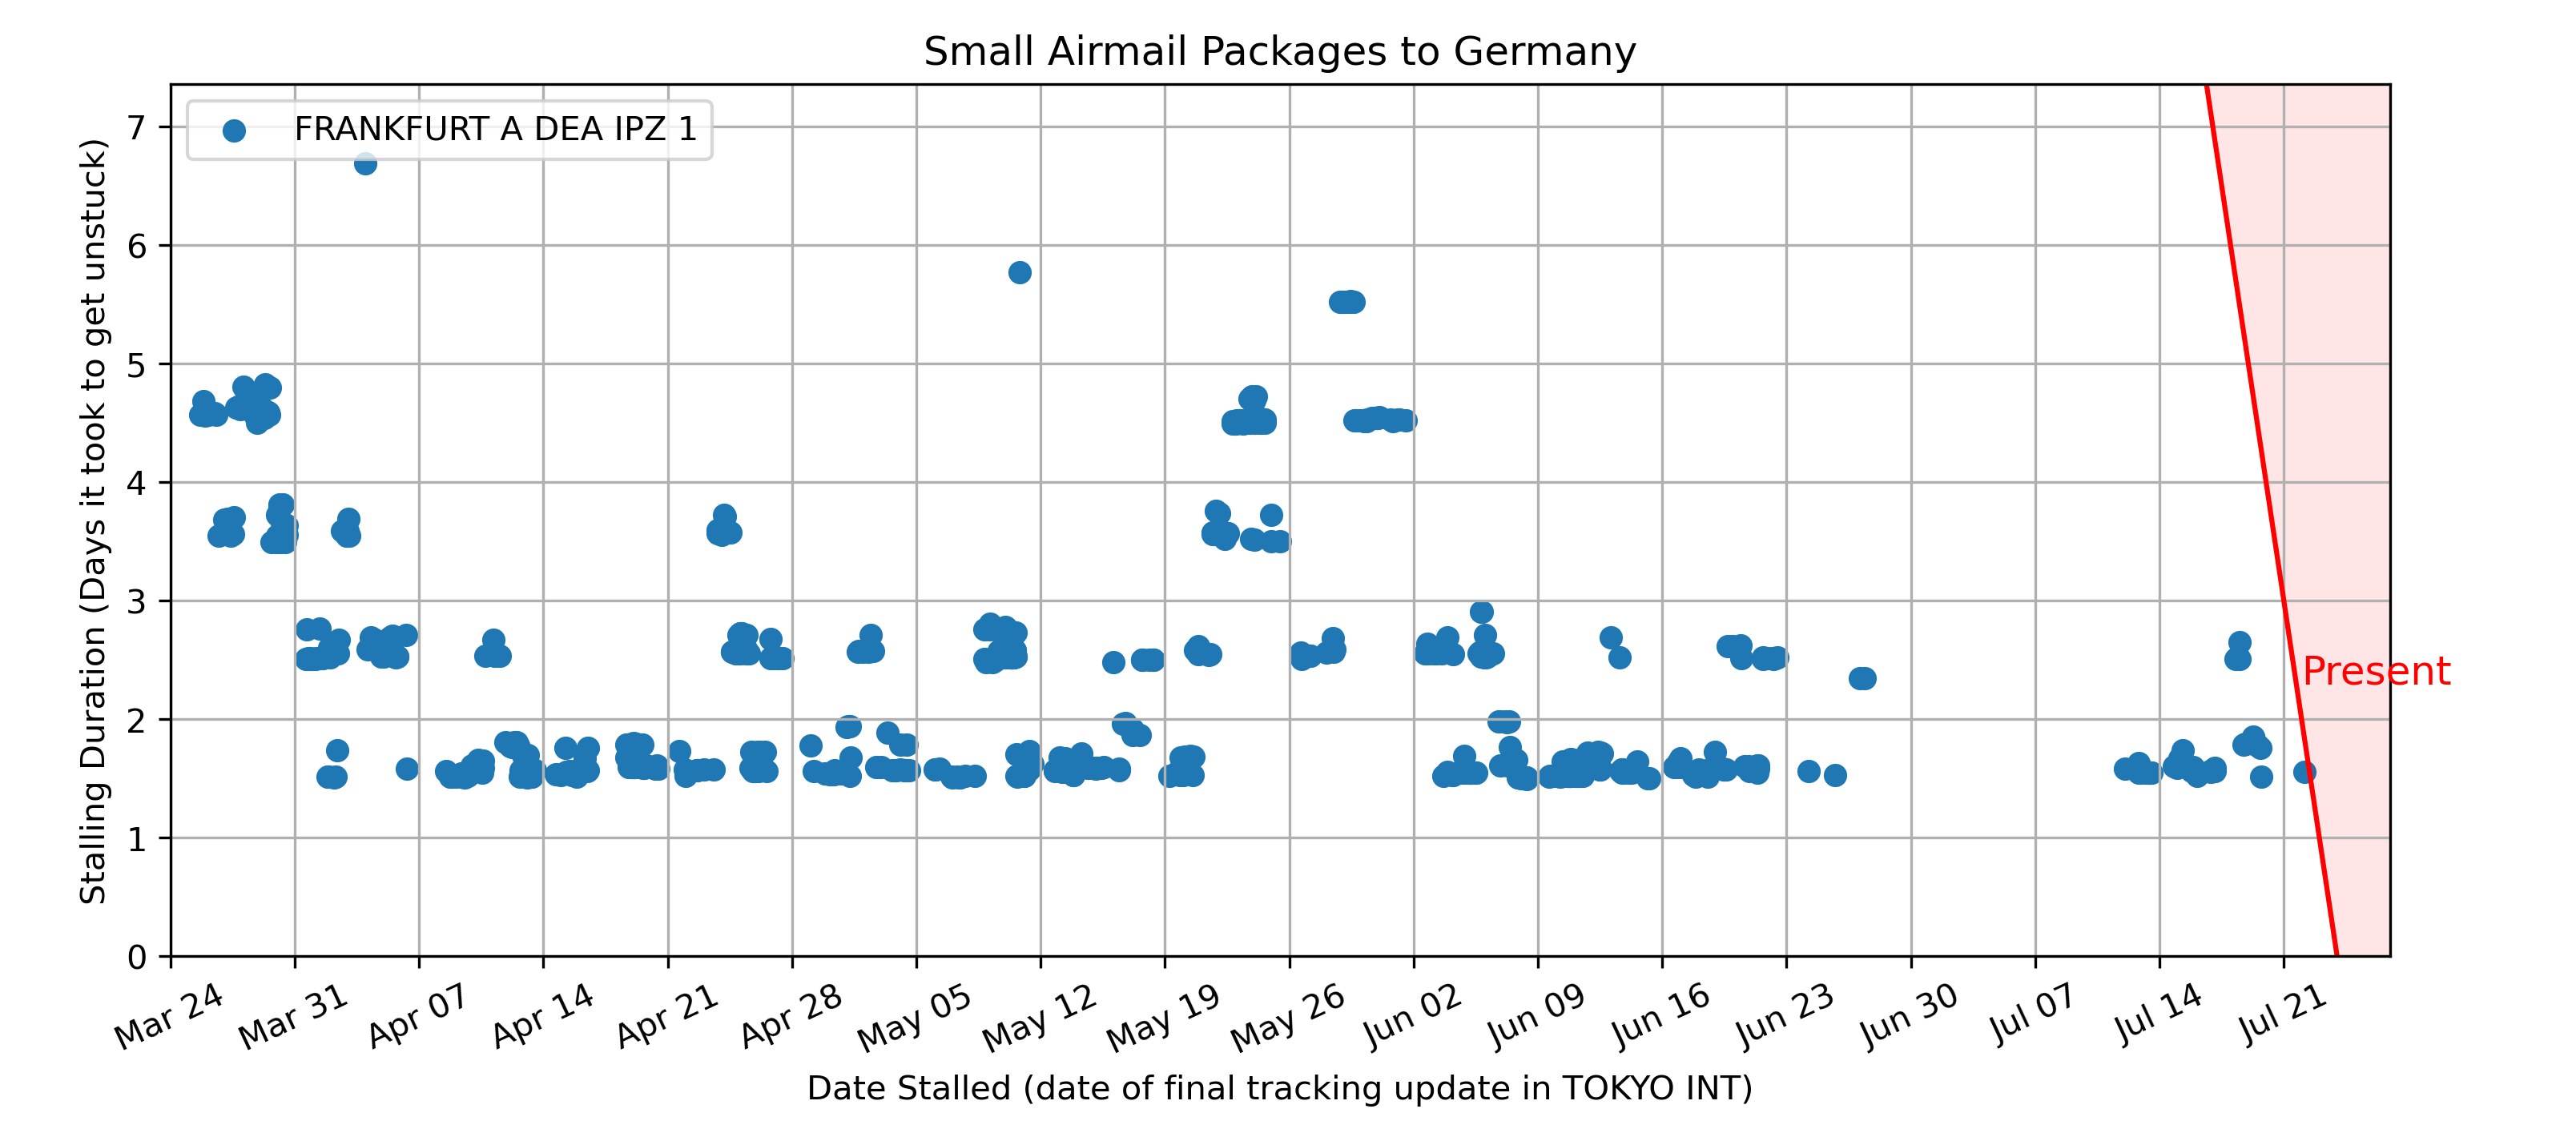 Small Airmail Packages to Germany
FRANKFURT A DEA IPZ 1
Stalling Duration (Days it took to get unstuck)
7
6
5
4
3
2
1
0
Present
Mar 24
Mar 31
Apr 07
Apr 14
Apr 21
Apr 28
May 05
May 12
May 19
May 26
Jun 02
Jun 09
Jun 16
Jun 23
Jun 30
Jul 07
Jul 14
Jul 21
Date Stalled (date of final tracking update in TOKYO INT)